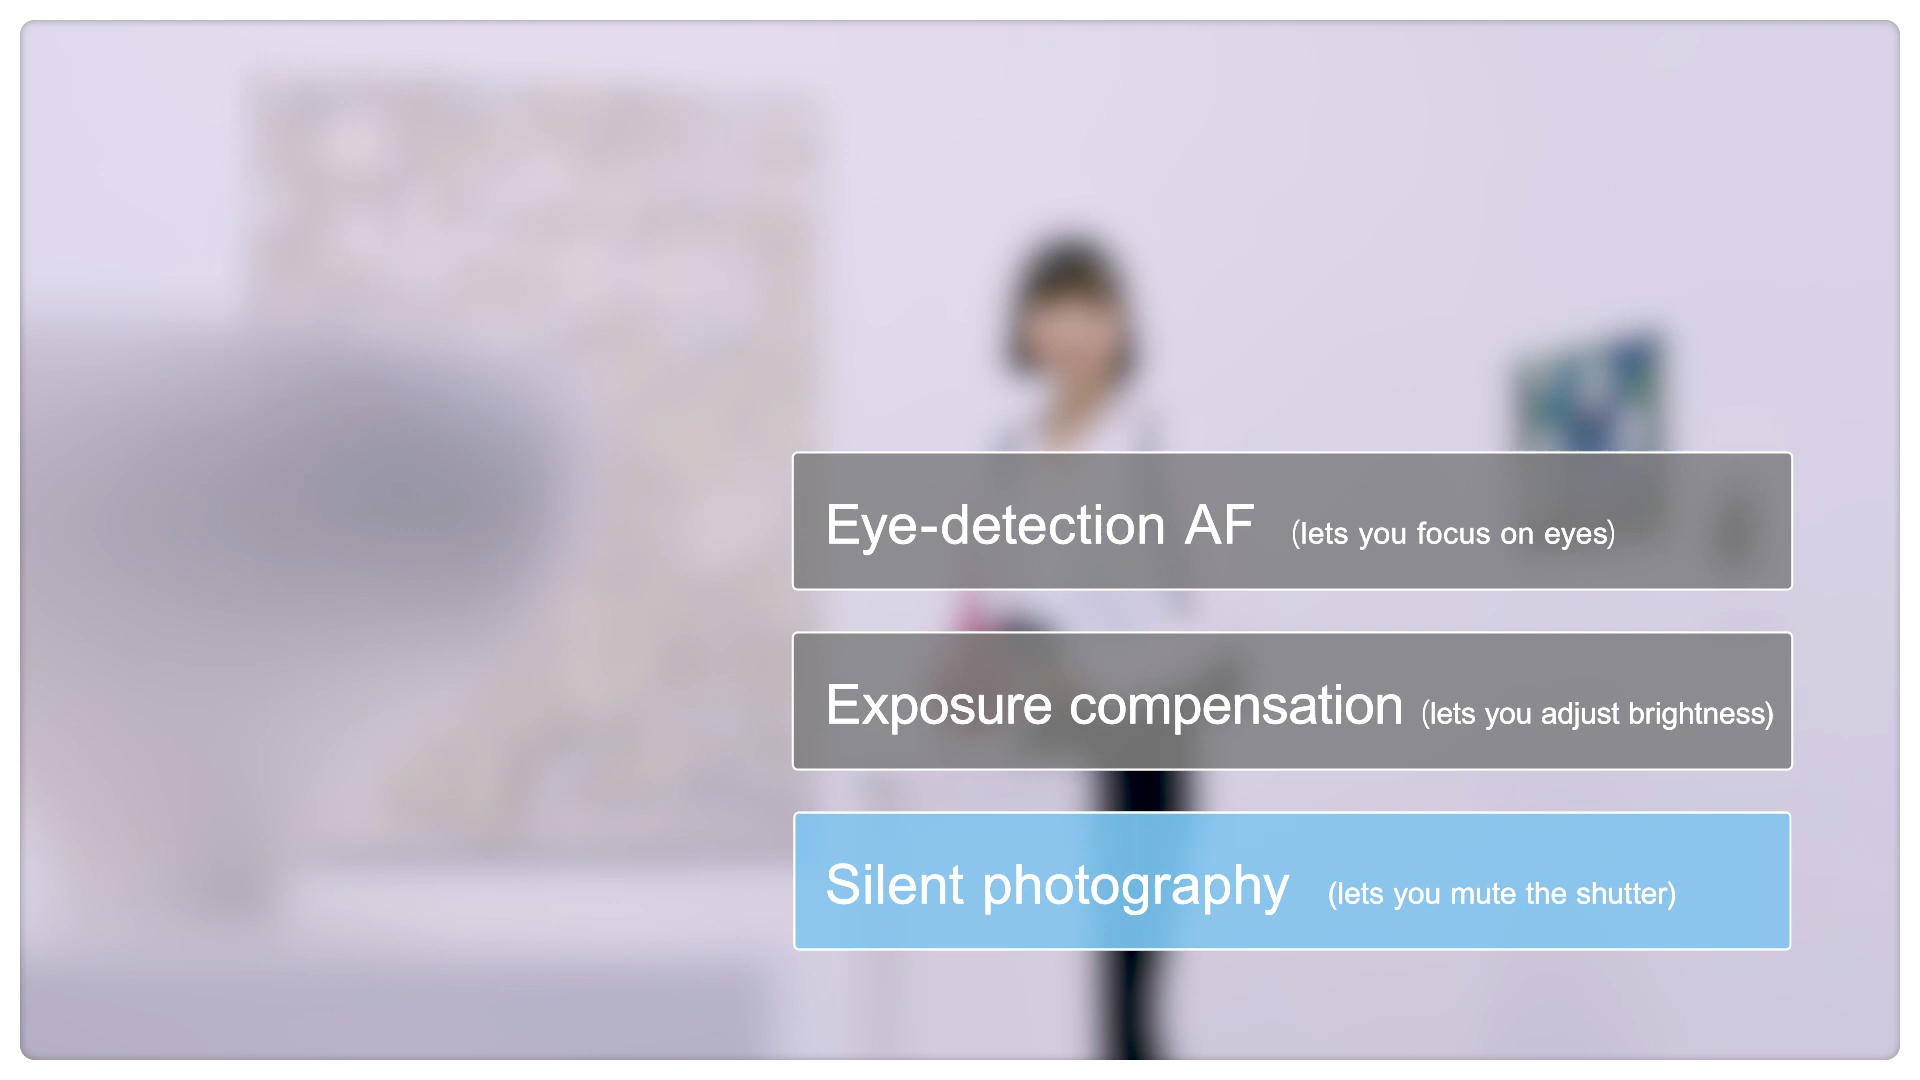 Eye-detection AF (lets you focus on eyes)
Exposure compensation (lets you adjust brightness)
Silent photography (lets you mute the shutter)